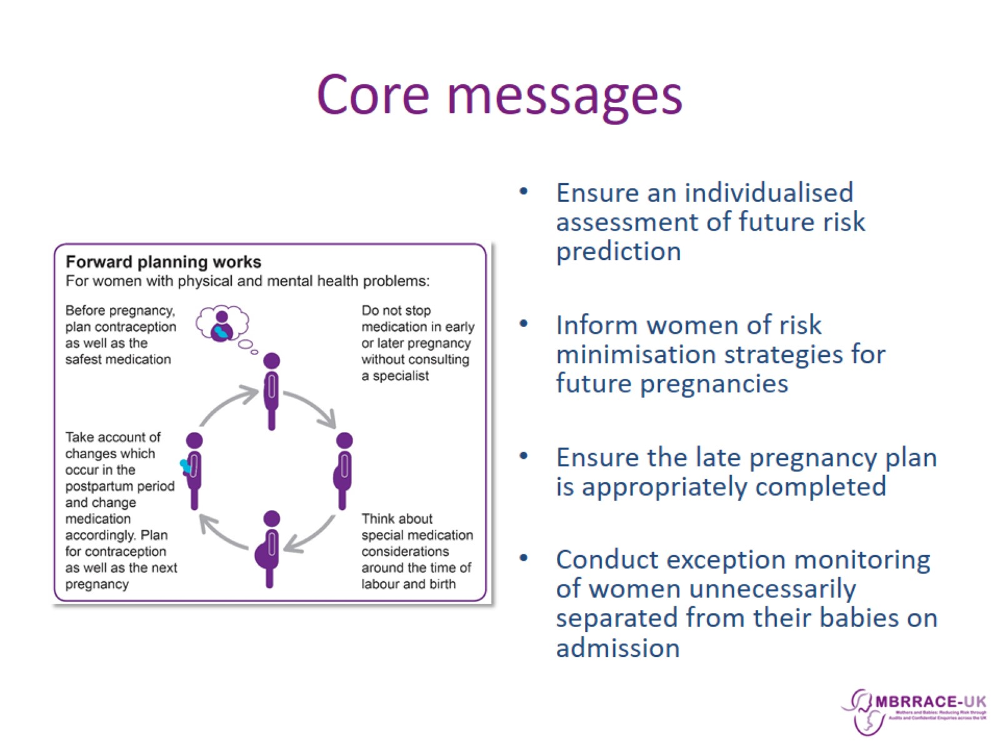 Core messages
Forward planning works
For women with physical and mental health problems:
Before pregnancy,
plan contraception
as well as the
safest medication
Do not stop
medication in early
or later pregnancy
without consulting
a specialist
Take account of
changes which
occur in the
postpartum period
and change
medication
accordingly. Plan
for contraception
as well as the next
pregnancy
Think about
special medication
considerations
around the time of
labour and birth
• Ensure an individualised
assessment of future risk
prediction
• Inform women of risk
minimisation strategies for
future pregnancies
• Ensure the late pregnancy plan
is appropriately completed
• Conduct exception monitoring
of women unnecessarily
separated from their babies on
admission
MBRRACE-UK
Mothers and Babies: Reducing Risk through
Audits and Confidential Enquiries across the UK